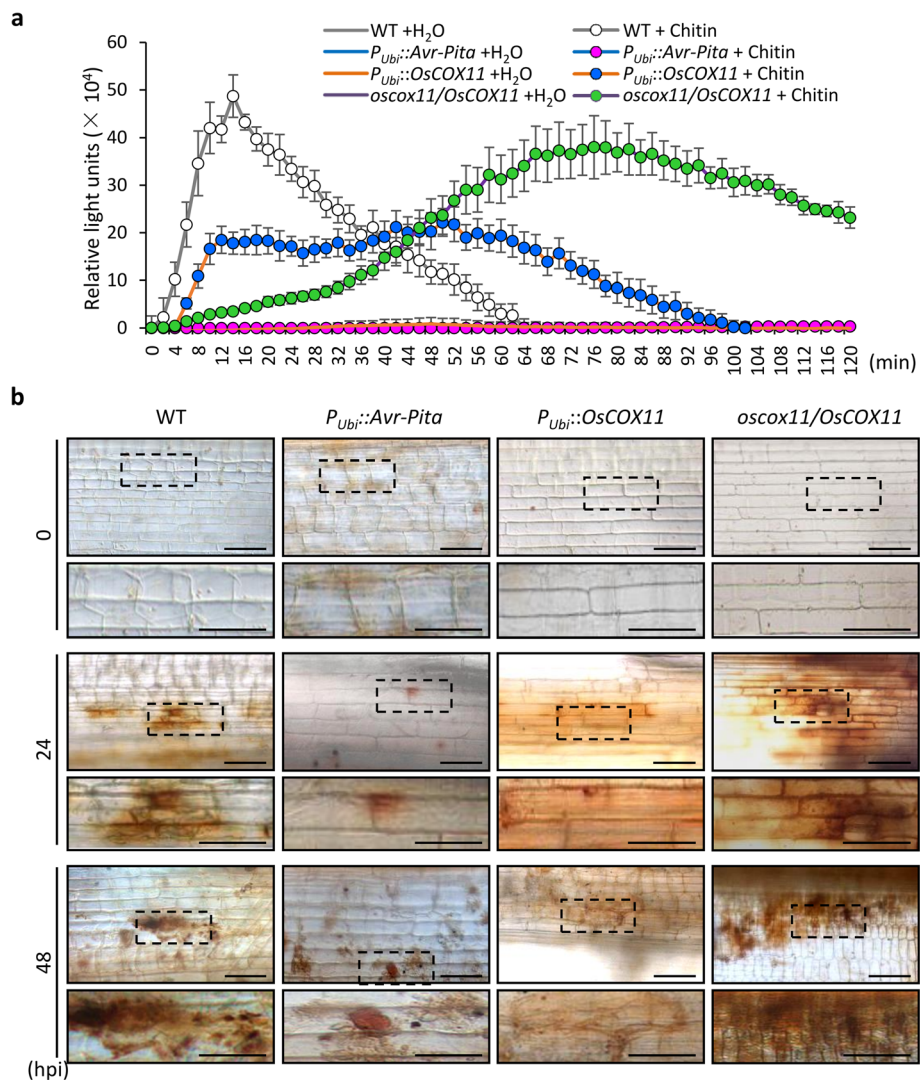 a
WT +H₂O
WT + Chitin
P_Ubi::Avr-Pita +H₂O
P_Ubi::Avr-Pita + Chitin
P_Ubi::OsCOX11 +H₂O
P_Ubi::OsCOX11 + Chitin
oscox11/OsCOX11 +H₂O
oscox11/OsCOX11 + Chitin
Relative light units (× 10⁴)
60
50
40
30
20
10
0
0 4 8 12 16 20 24 28 32 36 40 44 48 52 56 60 64 68 72 76 80 84 88 92 96 100 104 108 112 116 120
(min)
b
WT P_Ubi::Avr-Pita P_Ubi::OsCOX11 oscox11/OsCOX11
0
24
48
(hpi)